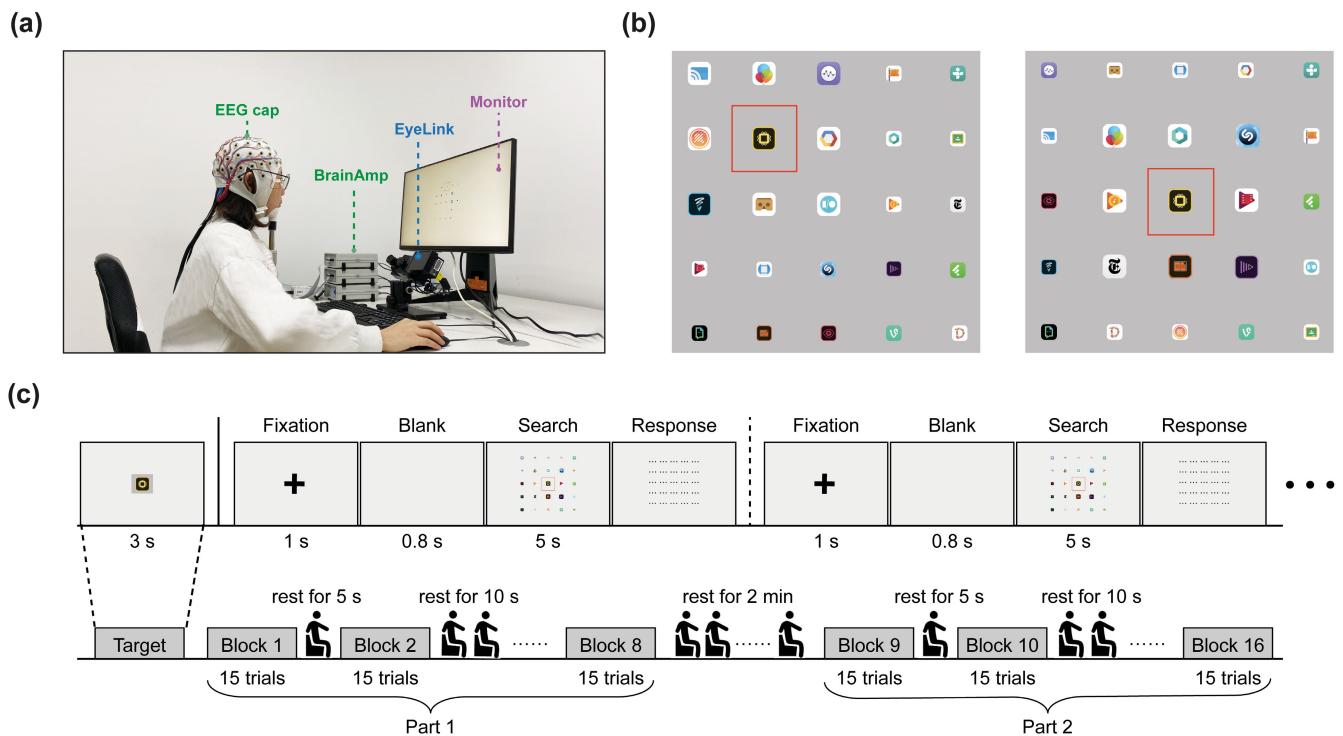 (a)
(b)
EEG cap
Monitor
EyeLink
BrainAmp
(c)
Fixation Blank Search Response Fixation Blank Search Response
3 s 1 s 0.8 s 5 s 1 s 0.8 s 5 s
rest for 5 s rest for 10 s rest for 2 min rest for 5 s rest for 10 s
Target Block 1 Block 2 Block 8 Block 9 Block 10 Block 16
15 trials 15 trials 15 trials 15 trials 15 trials 15 trials
Part 1 Part 2